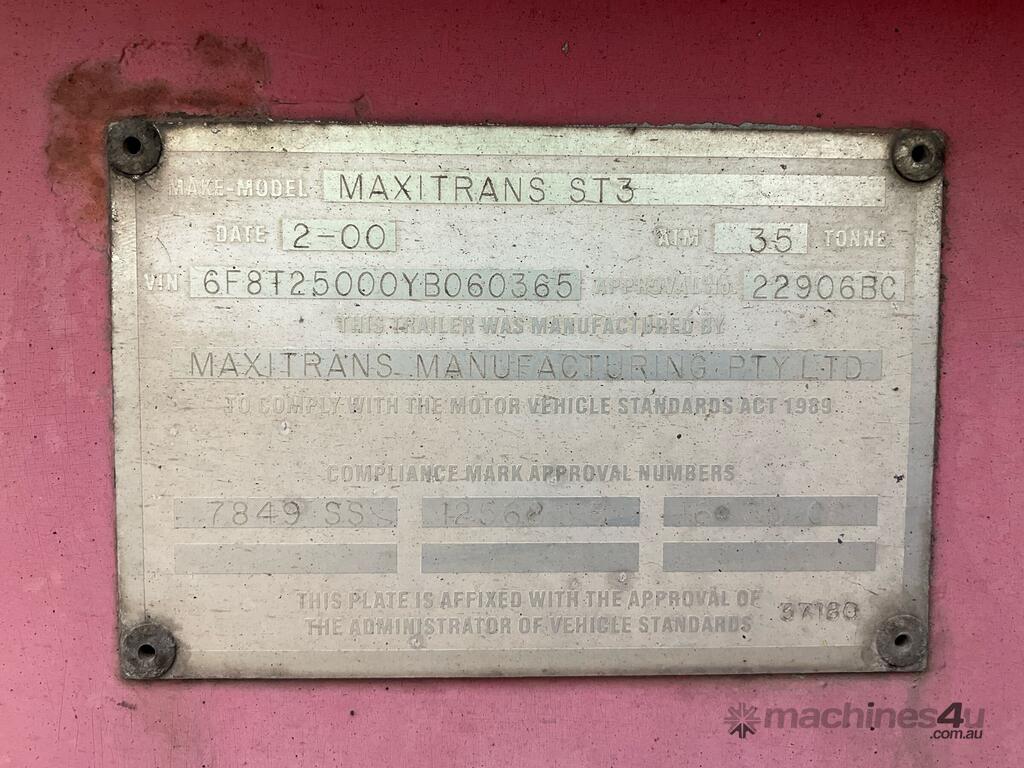 MAKE-MODEL MAXITRANS ST3
DATE 2-00 ATM 35 TONNE
VIN 6F8T25000YB060365 APPROVAL No. 22906BC
THIS TRAILER WAS MANUFACTURED BY
MAXITRANS MANUFACTURING PTY LTD
TO COMPLY WITH THE MOTOR VEHICLE STANDARDS ACT 1989
COMPLIANCE MARK APPROVAL NUMBERS
7849 SS
THIS PLATE IS AFFIXED WITH THE APPROVAL OF
THE ADMINISTRATOR OF VEHICLE STANDARDS
machines4u
.com.au